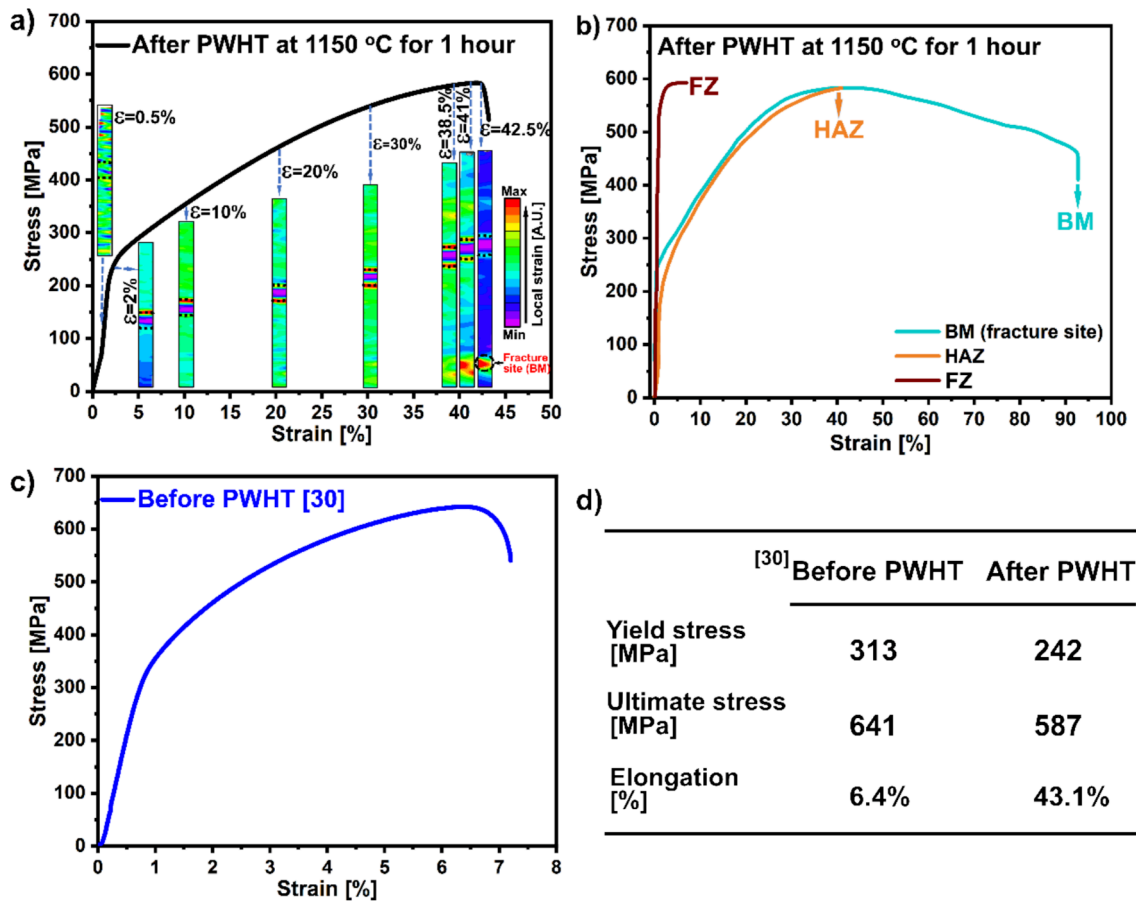 a)
After PWHT at 1150 °C for 1 hour
700
600
500
400
300
200
100
0
Stress [MPa]
ε=0.5%
ε=2%
ε=10%
ε=20%
ε=30%
ε=38.5%
ε=41%
ε=42.5%
Max
Local strain [A.U.]
Min
Fracture
site (BM)
0 5 10 15 20 25 30 35 40 45 50
Strain [%]
b)
After PWHT at 1150 °C for 1 hour
700
600
500
400
300
200
100
0
Stress [MPa]
FZ
HAZ
BM
BM (fracture site)
HAZ
FZ
0 10 20 30 40 50 60 70 80 90 100
Strain [%]
c)
Before PWHT [30]
700
600
500
400
300
200
100
0
Stress [MPa]
0 1 2 3 4 5 6 7 8
Strain [%]
d)
[30] Before PWHT After PWHT
Yield stress
[MPa] 313 242
Ultimate stress
[MPa] 641 587
Elongation
[%] 6.4% 43.1%